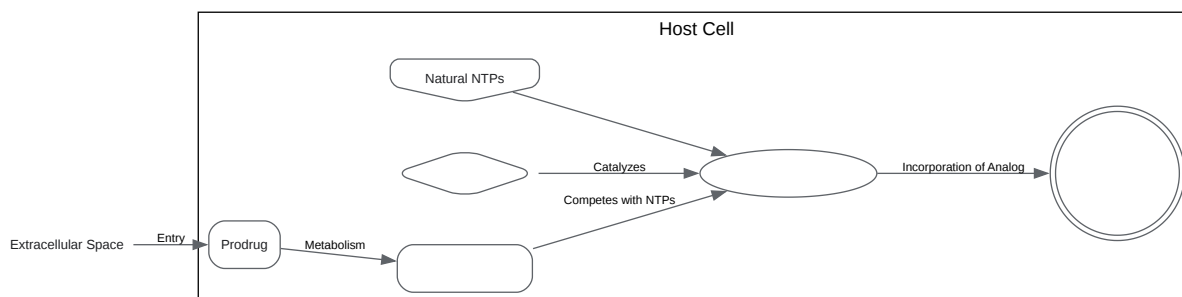 Host Cell
Natural NTPs
Catalyzes
Incorporation of Analog
Competes with NTPs
Extracellular Space
Entry
Prodrug
Metabolism